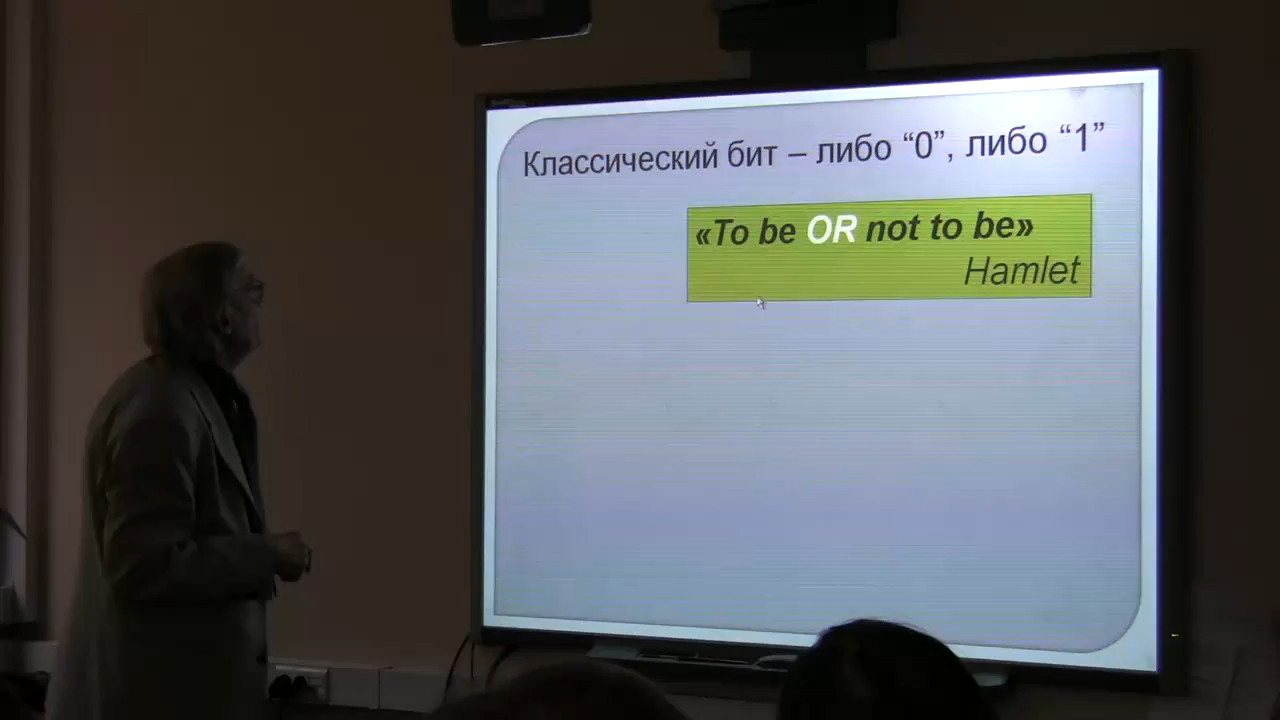 Классический бит – либо “0”, либо “1”
«To be OR not to be»
Hamlet